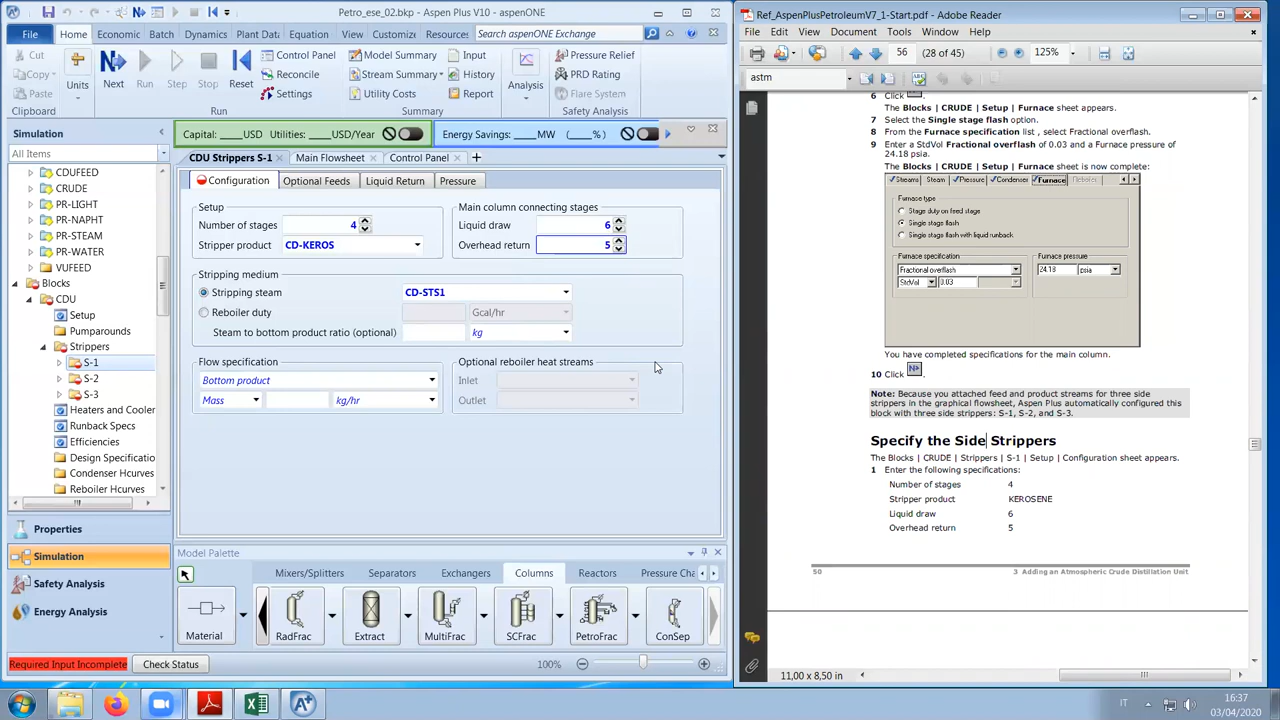 Petro_ese_02.bkp - Aspen Plus V10 - aspenONE
File Home Economic Batch Dynamics Plant Data Equation View Customize Resources Search aspenONE Exchange
Cut
Copy
Paste
Clipboard
Units
Next Run Step Stop Reset
Run
Control Panel
Reconcile
Settings
Model Summary
Stream Summary
Utility Costs
Input
History
Report
Summary
Analysis
Pressure Relief
PRD Rating
Flare System
Safety Analysis
Simulation
Capital: ____USD Utilities: ____USD/Year
Energy Savings: ____MW (____%)
All Items
CDU Strippers S-1 Main Flowsheet Control Panel +
CDUFEED
CRUDE
PR-LIGHT
PR-NAPHT
PR-STEAM
PR-WATER
VUFEED
Blocks
CDU
Setup
Pumparounds
Strippers
S-1
S-2
S-3
Heaters and Cooler
Runback Specs
Efficiencies
Design Specificatio
Condenser Hcurves
Reboiler Hcurves
Configuration Optional Feeds Liquid Return Pressure
Setup
Number of stages 4
Stripper product CD-KEROS
Main column connecting stages
Liquid draw 6
Overhead return 5
Stripping medium
Stripping steam CD-STS1
Reboiler duty Gcal/hr
Steam to bottom product ratio (optional) kg
Flow specification
Bottom product
Mass kg/hr
Optional reboiler heat streams
Inlet
Outlet
Properties
Simulation
Safety Analysis
Energy Analysis
Model Palette
Mixers/Splitters Separators Exchangers Columns Reactors Pressure Cha
Material RadFrac Extract MultiFrac SCFrac PetroFrac ConSep
Required Input Incomplete Check Status 100%
Ref_AspenPlusPetroleumV7_1-Start.pdf - Adobe Reader
File Edit View Document Tools Window Help
56 (28 of 45) 125%
astm
6 Click
The Blocks | CRUDE | Setup | Furnace sheet appears.
7 Select the Single stage flash option.
8 From the Furnace specification list , select Fractional overflash.
9 Enter a StdVol Fractional overflash of 0.03 and a Furnace pressure of
24.18 psia.
The Blocks | CRUDE | Setup | Furnace sheet is now complete:
Streams Steam Pressure Condenser Furnace Reboiler
Furnace type
Stage duty on feed stage
Single stage flash
Single stage flash with liquid runback
Furnace specification
Fractional overflash
StdVol 0.03
Furnace pressure
24.18 psia
You have completed specifications for the main column.
10 Click N> .
Note: Because you attached feed and product streams for three side
strippers in the graphical flowsheet, Aspen Plus automatically configured this
block with three side strippers: S-1, S-2, and S-3.
Specify the Side Strippers
The Blocks | CRUDE | Strippers | S-1 | Setup | Configuration sheet appears.
1 Enter the following specifications:
Number of stages 4
Stripper product KEROSENE
Liquid draw 6
Overhead return 5
50 3 Adding an Atmospheric Crude Distillation Unit
11,00 x 8,50 in
IT
16:37
03/04/2020